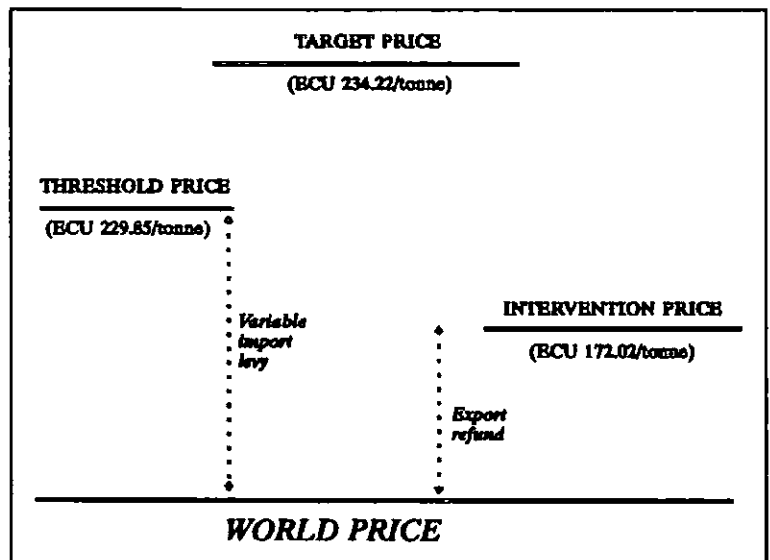 TARGET PRICE
(ECU 234.22/tonne)
THRESHOLD PRICE
(ECU 229.85/tonne)
Variable
import
levy
INTERVENTION PRICE
(ECU 172.02/tonne)
Export
refund
WORLD PRICE